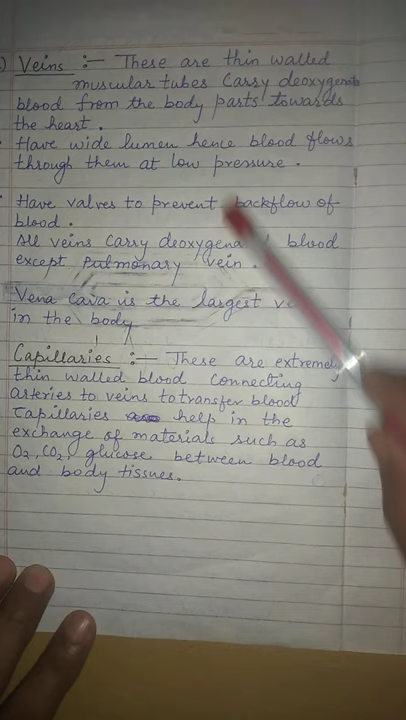 ) Veins :- These are thin walled
muscular tubes carry deoxygenate
blood from the body parts towards
the heart.
Have wide lumen hence blood flows
through them at low pressure.
Have valves to prevent backflow of
blood.
All veins carry deoxygena blood
except pulmonary vein.
Vena cava is the largest ve
in the body
Capillaries :- These are extremely
thin walled blood connecting
arteries to veins to transfer blood
Capillaries help in the
exchange of materials such as
O2, CO2, glucose between blood
and body tissues.